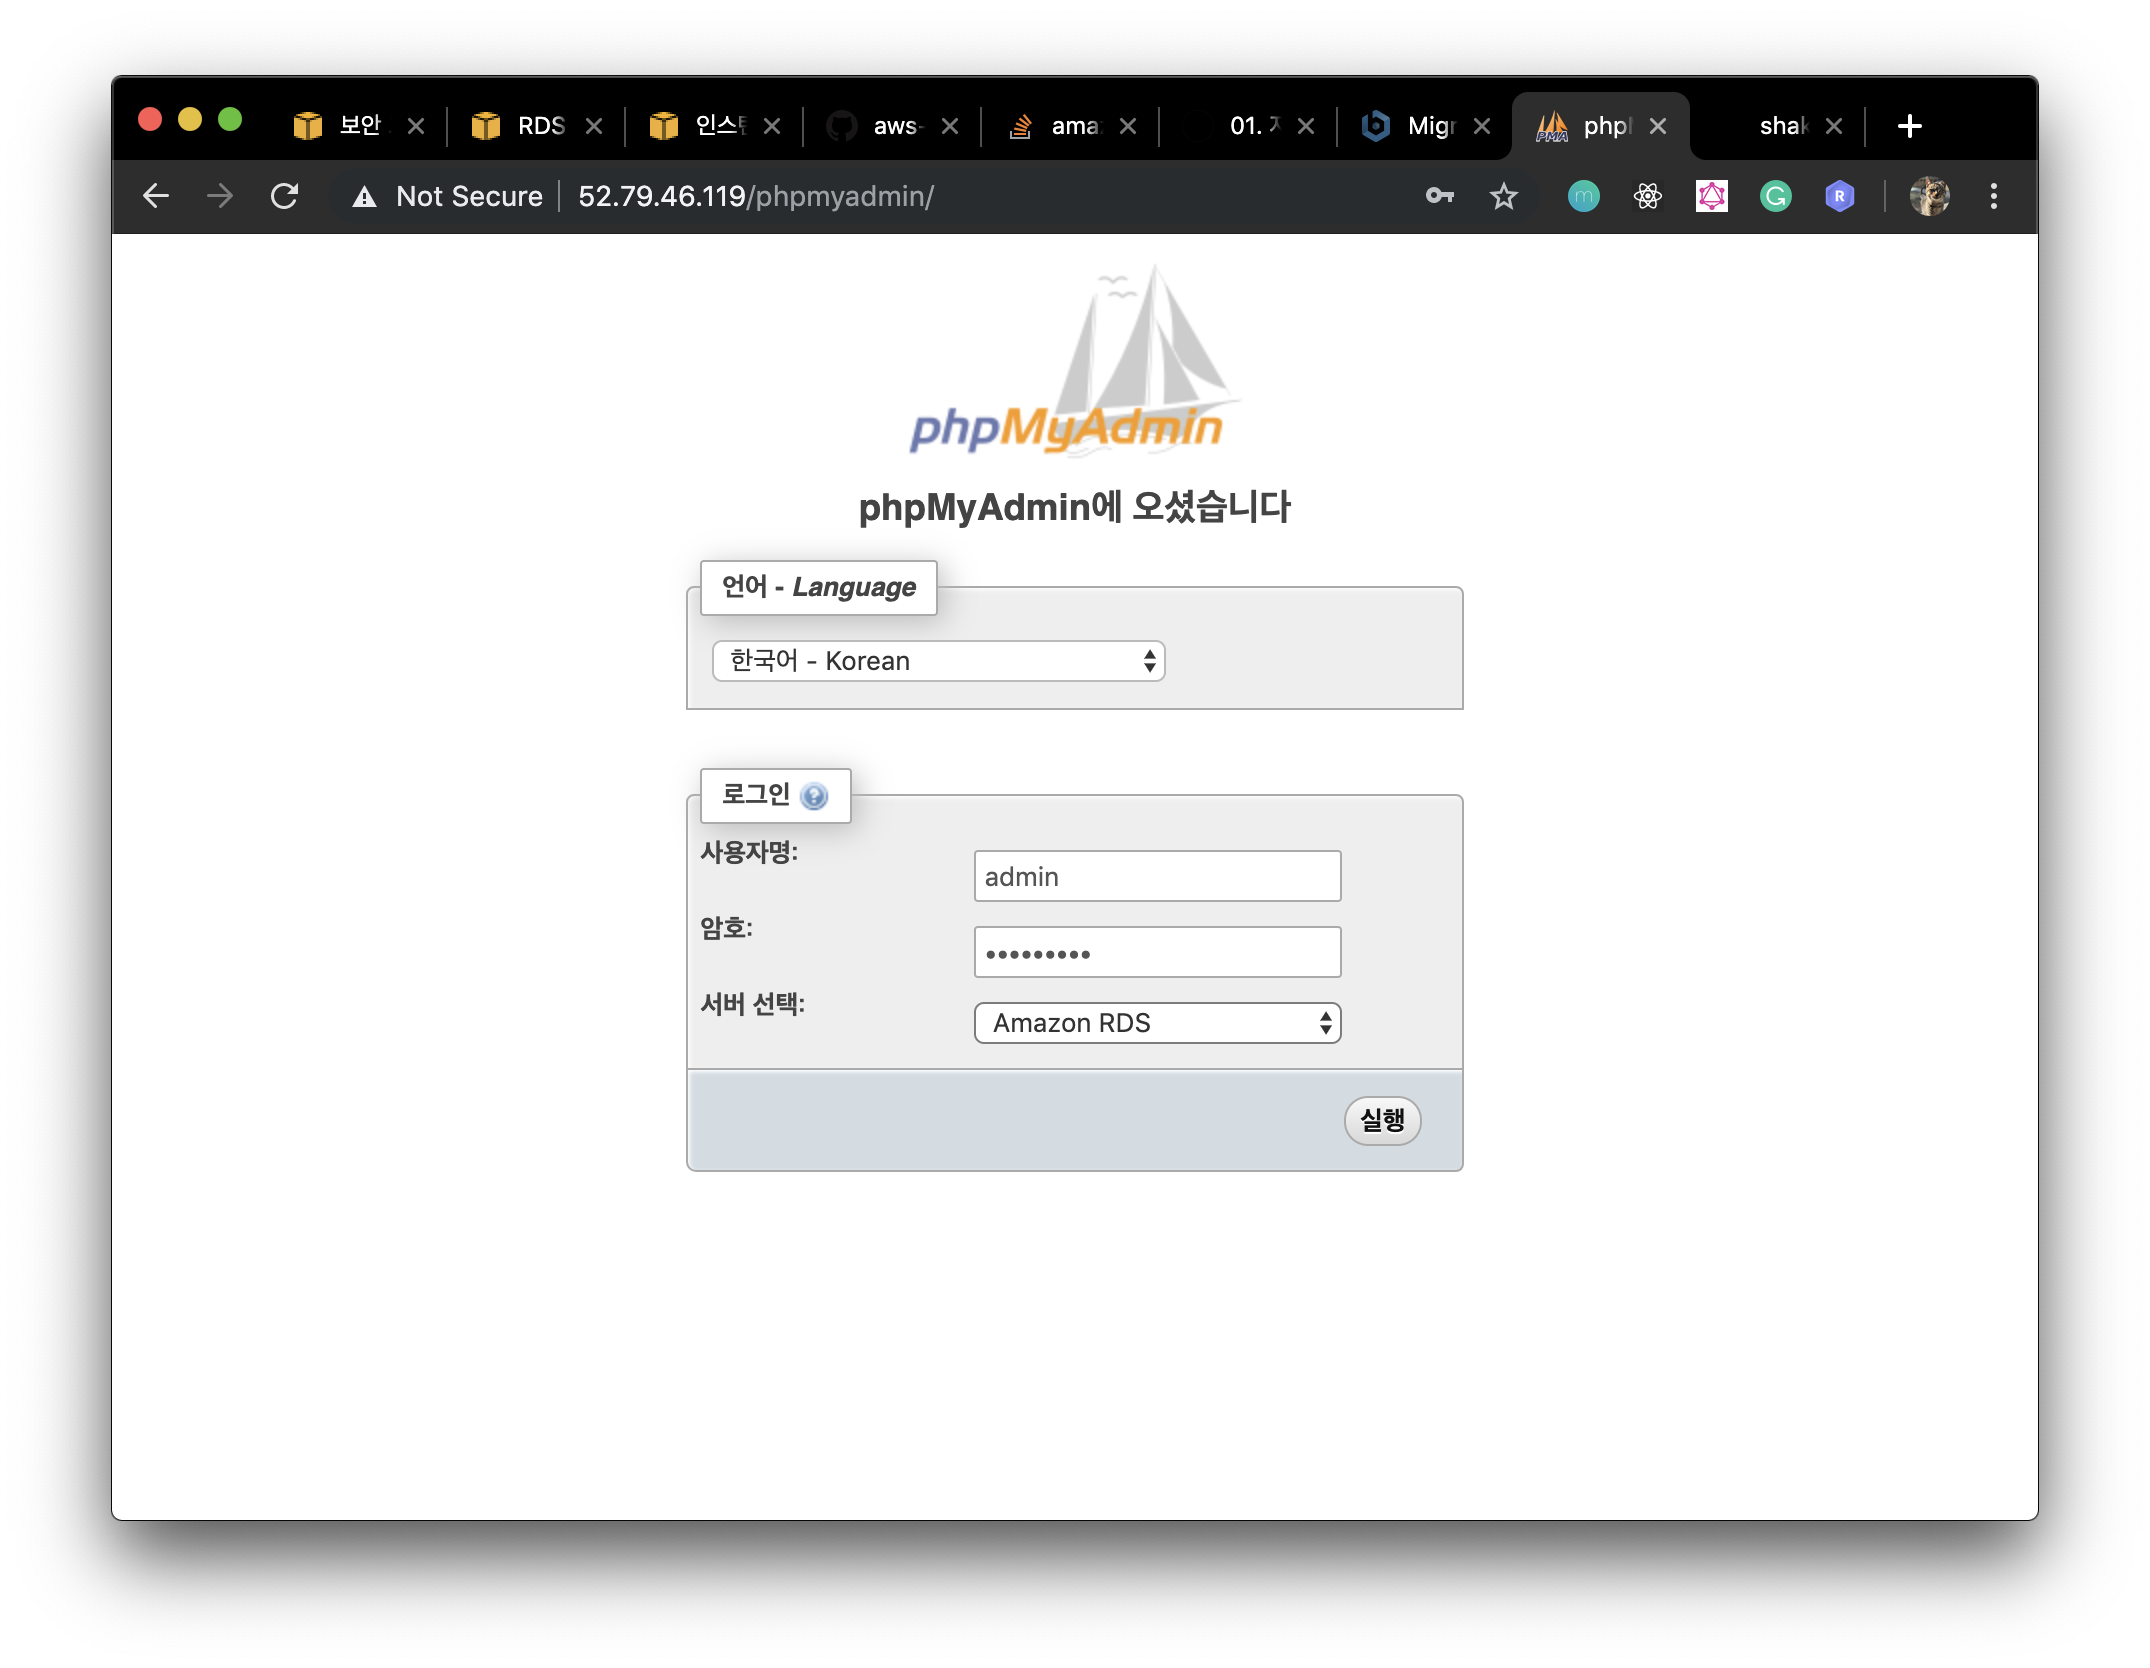 보안
RDS
인스턴
aws-
ama
01.
Migr
php
shak
Not Secure
52.79.46.119/phpmyadmin/
m
G
R
PMA
phpMyAdmin
phpMyAdmin에 오셨습니다
언어 - Language
한국어 - Korean
로그인
사용자명:
admin
암호:
•••••••••
서버 선택:
Amazon RDS
실행